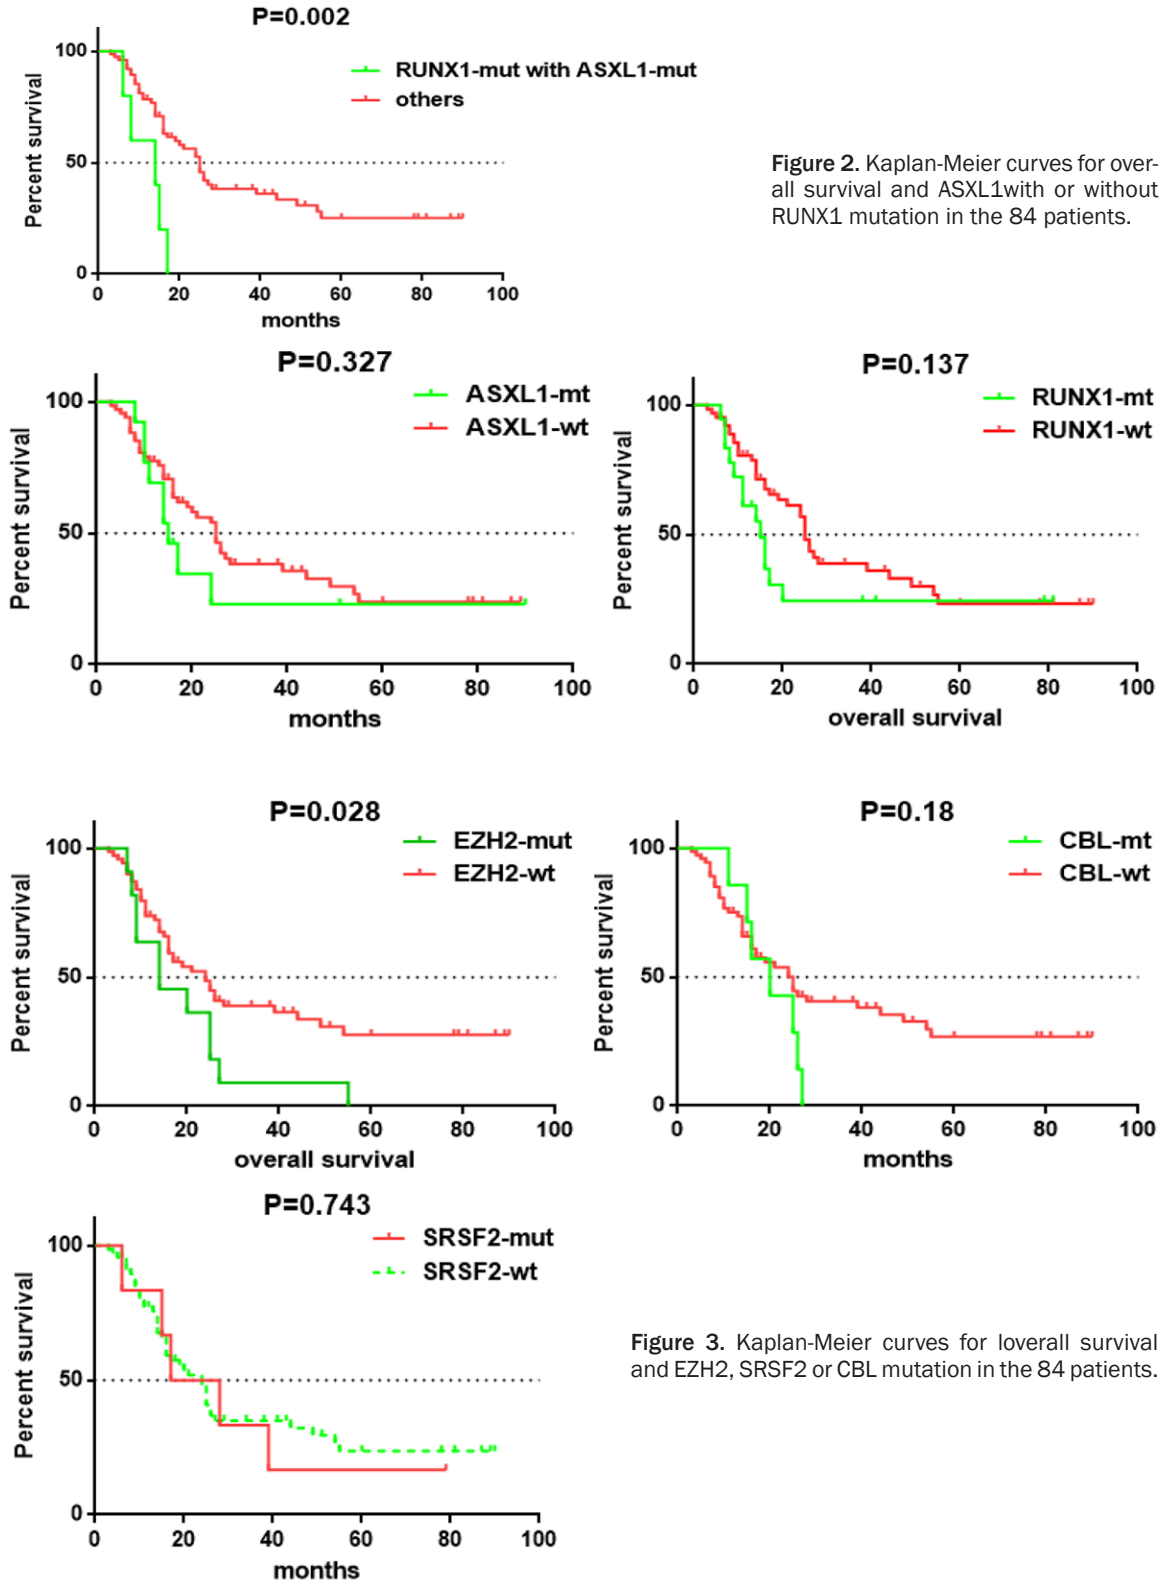 P=0.002
Percent survival
100
50
0
RUNX1-mut with ASXL1-mut
others
0 20 40 60 80 100
months
Figure 2. Kaplan-Meier curves for over-
all survival and ASXL1with or without
RUNX1 mutation in the 84 patients.
P=0.327
Percent survival
100
50
0
ASXL1-mt
ASXL1-wt
0 20 40 60 80 100
months
P=0.137
Percent survival
100
50
0
RUNX1-mt
RUNX1-wt
0 20 40 60 80 100
overall survival
P=0.028
Percent survival
100
50
0
EZH2-mut
EZH2-wt
0 20 40 60 80 100
overall survival
P=0.18
Percent survival
100
50
0
CBL-mt
CBL-wt
0 20 40 60 80 100
months
P=0.743
Percent survival
100
50
0
SRSF2-mut
SRSF2-wt
0 20 40 60 80 100
months
Figure 3. Kaplan-Meier curves for loverall survival
and EZH2, SRSF2 or CBL mutation in the 84 patients.